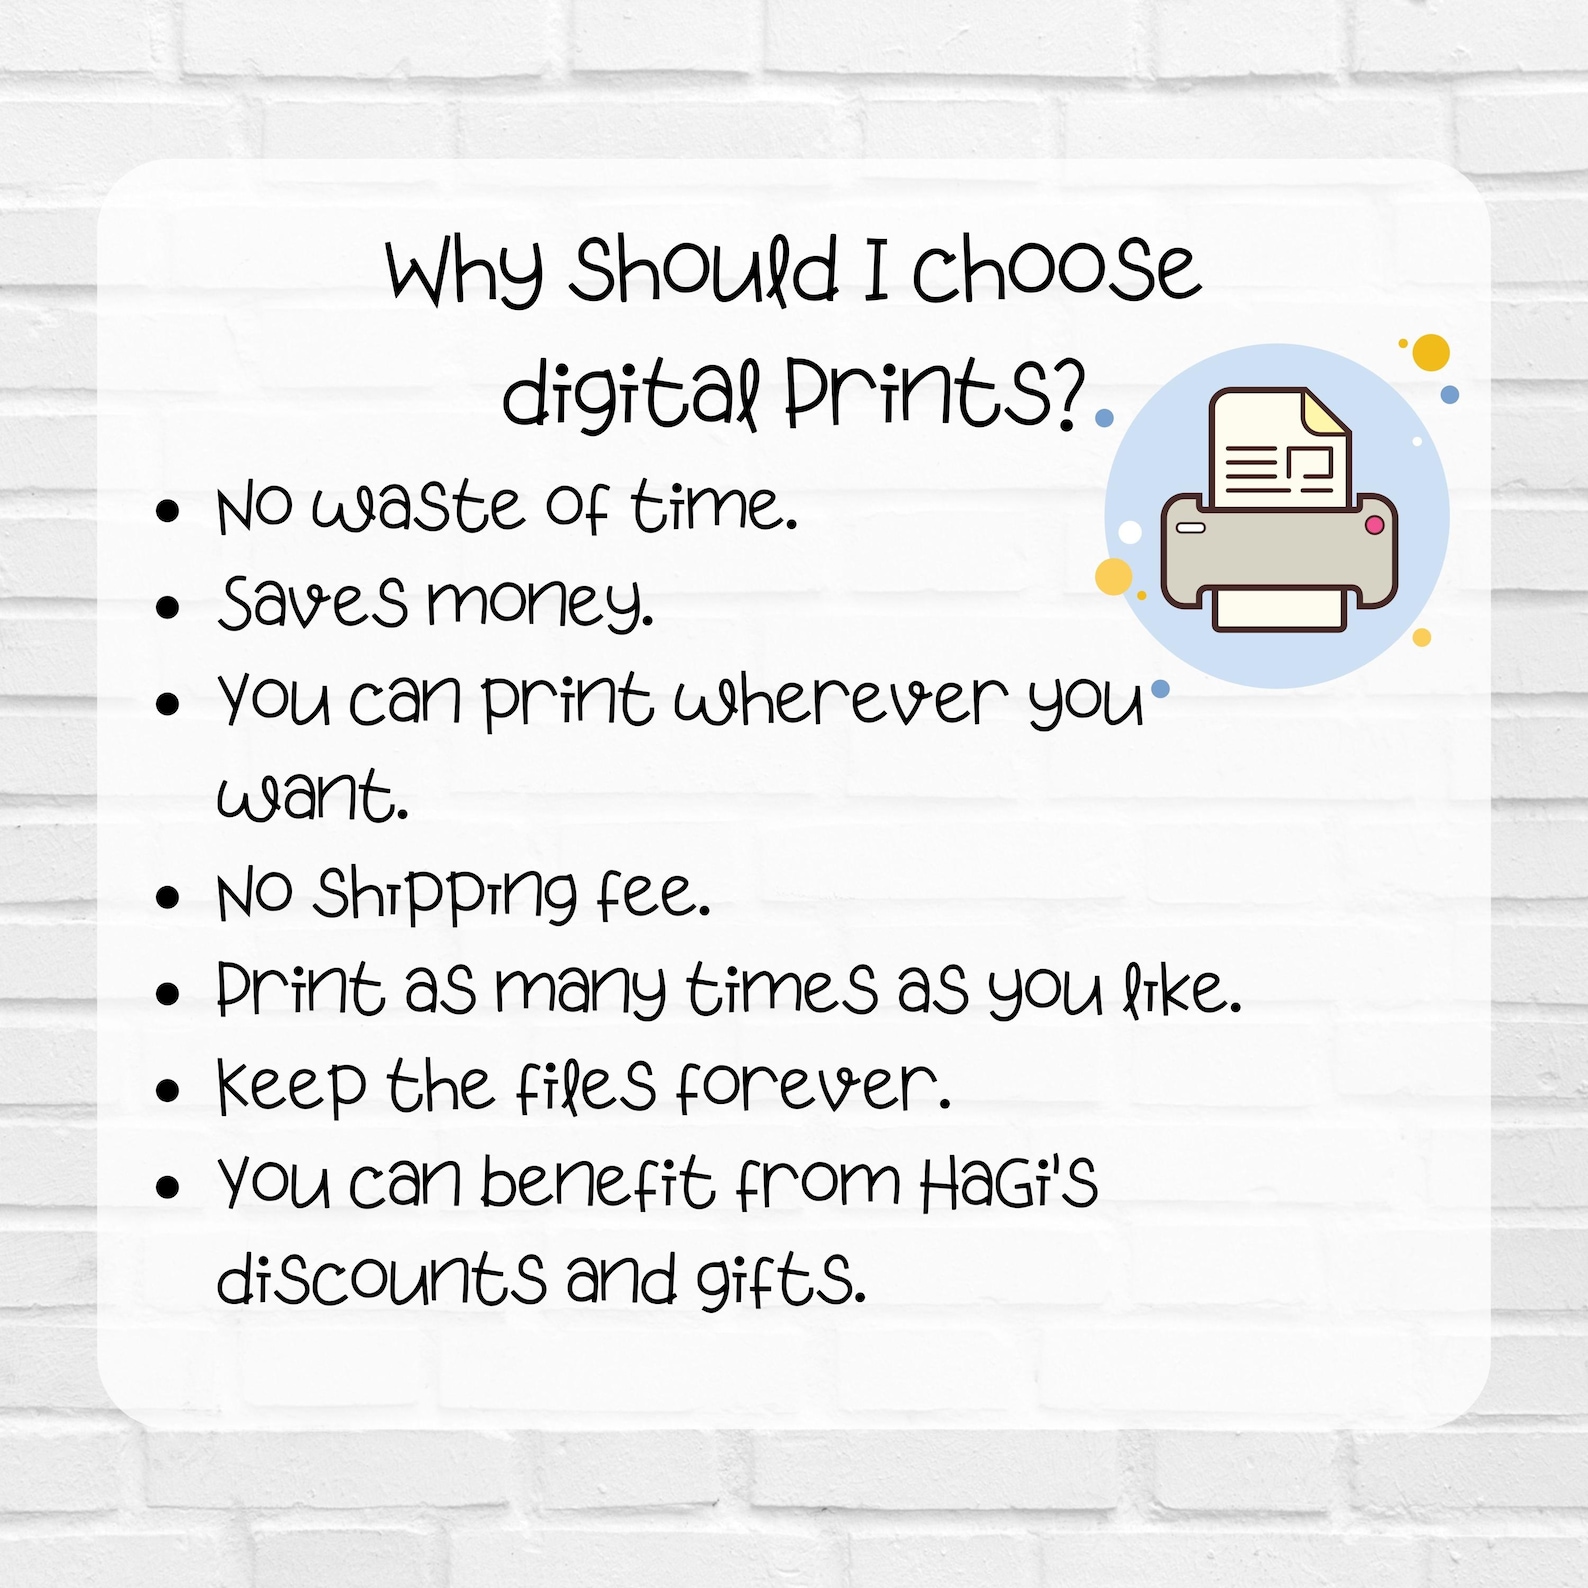 Why should I choose
digital prints?
• No waste of time.
• Saves money.
• You can print wherever you
want.
• No shipping fee.
• Print as many times as you like.
• Keep the files forever.
• You can benefit from HaGi's
discounts and gifts.